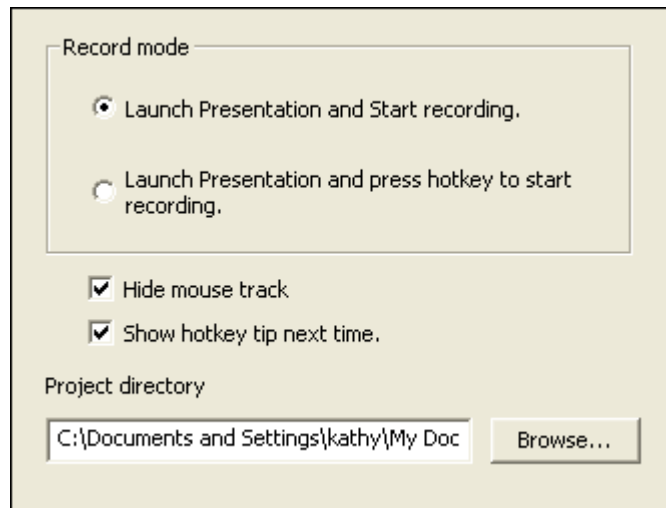 Record mode
Launch Presentation and Start recording.
Launch Presentation and press hotkey to start
recording.
Hide mouse track
Show hotkey tip next time.
Project directory
C:\Documents and Settings\kathy\My Doc
Browse...